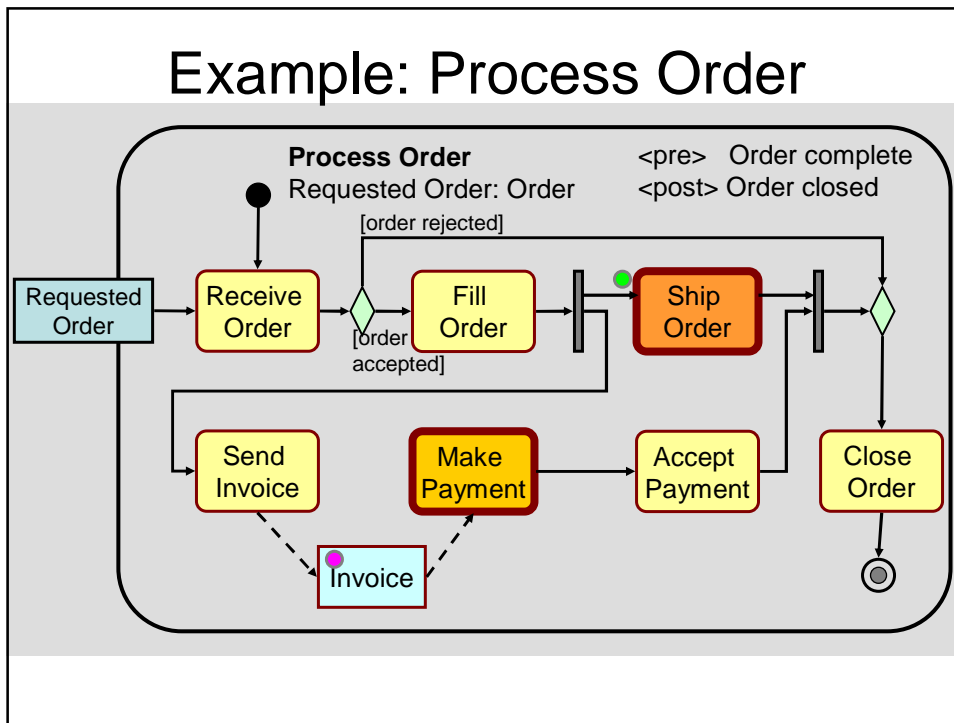 Example: Process Order
Process Order
Requested Order: Order
<pre> Order complete
<post> Order closed
[order rejected]
Requested
Order
Receive
Order
Fill
Order
Ship
Order
[order
accepted]
Send
Invoice
Make
Payment
Accept
Payment
Close
Order
Invoice